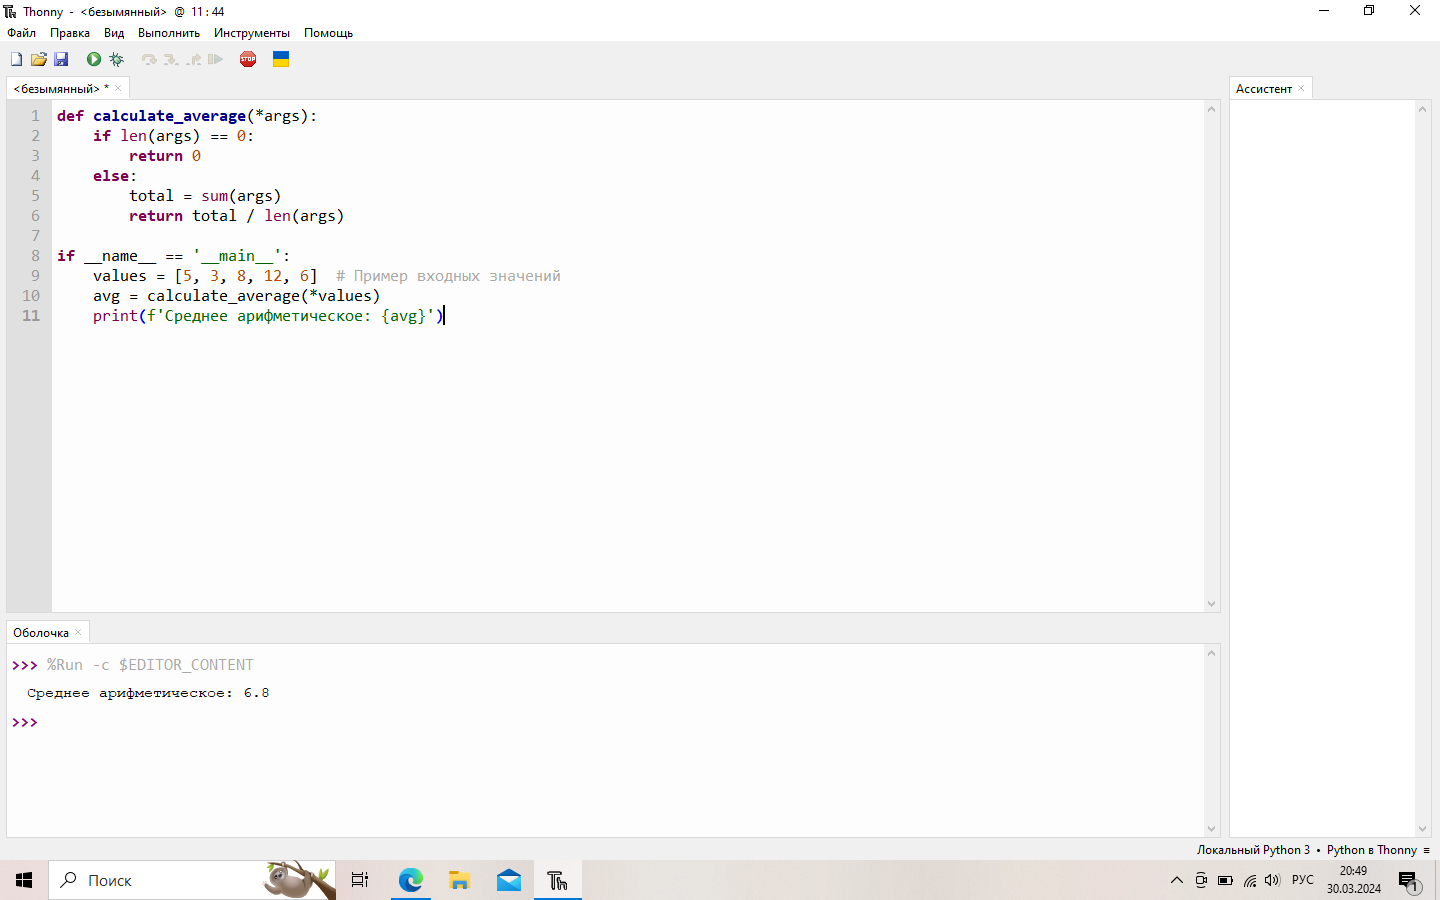 Thonny - <безымянный> @ 11 : 44
Файл Правка Вид Выполнить Инструменты Помощь
STOP
<безымянный> * ×
Ассистент ×
1 def calculate_average(*args):
2     if len(args) == 0:
3         return 0
4     else:
5         total = sum(args)
6         return total / len(args)
7
8 if __name__ == '__main__':
9     values = [5, 3, 8, 12, 6]  # Пример входных значений
10     avg = calculate_average(*values)
11     print(f'Среднее арифметическое: {avg}')
Оболочка ×
>>> %Run -c $EDITOR_CONTENT
Среднее арифметическое: 6.8
>>>
Локальный Python 3 • Python в Thonny ≡
Поиск
Th
РУС
20:49
30.03.2024
1